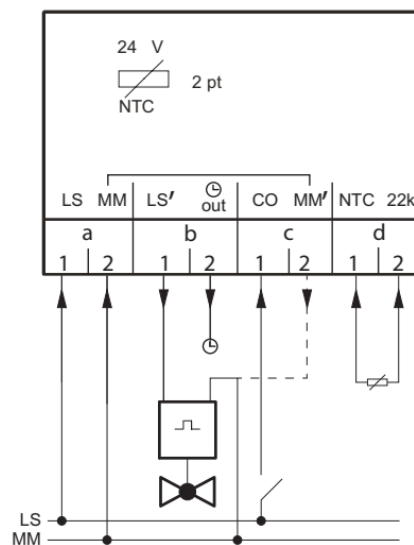 24 V
2 pt
NTC
LS MM LS' out CO MM' NTC 22k
a b c d
1 2 1 2 1 2 1 2
LS
MM